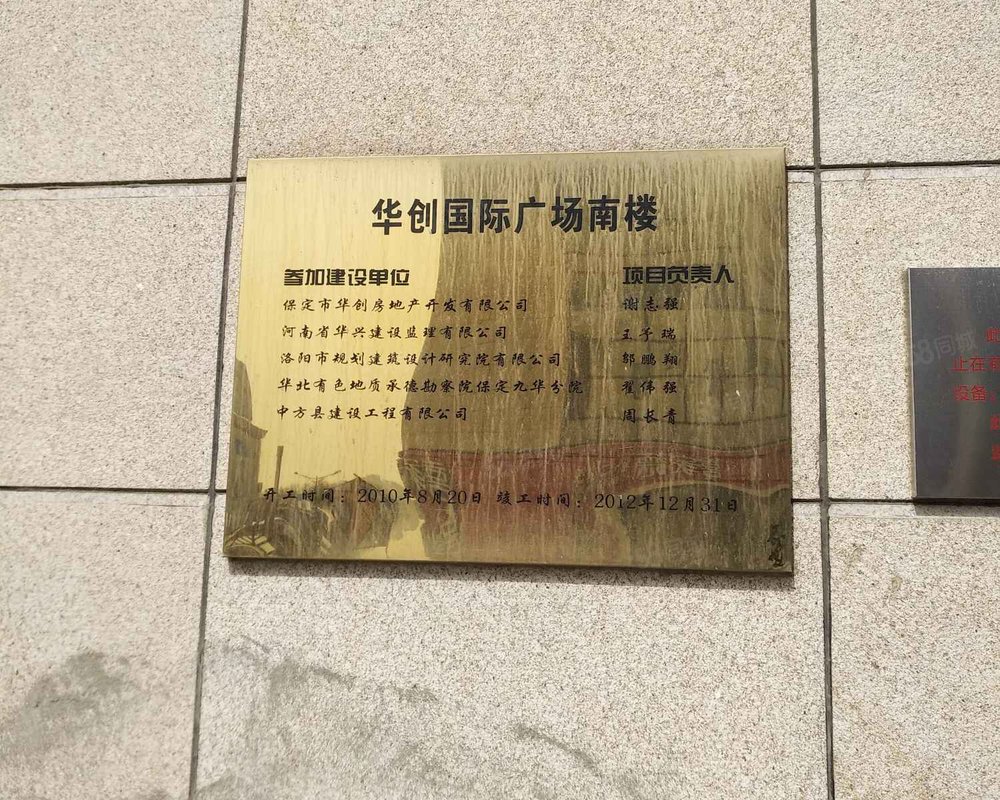 华创国际广场南楼
参加建设单位 项目负责人
保定市华创房地产开发有限公司 谢志强
河南省华兴建设监理有限公司 王予瑞
洛阳市规划建筑设计研究院有限公司 郜鹏翔
华北有色地质承德勘察院保定九华分院 翟伟强
中方县建设工程有限公司 周长青
开工时间：2010年8月20日 竣工时间：2012年12月31日
止在
设备